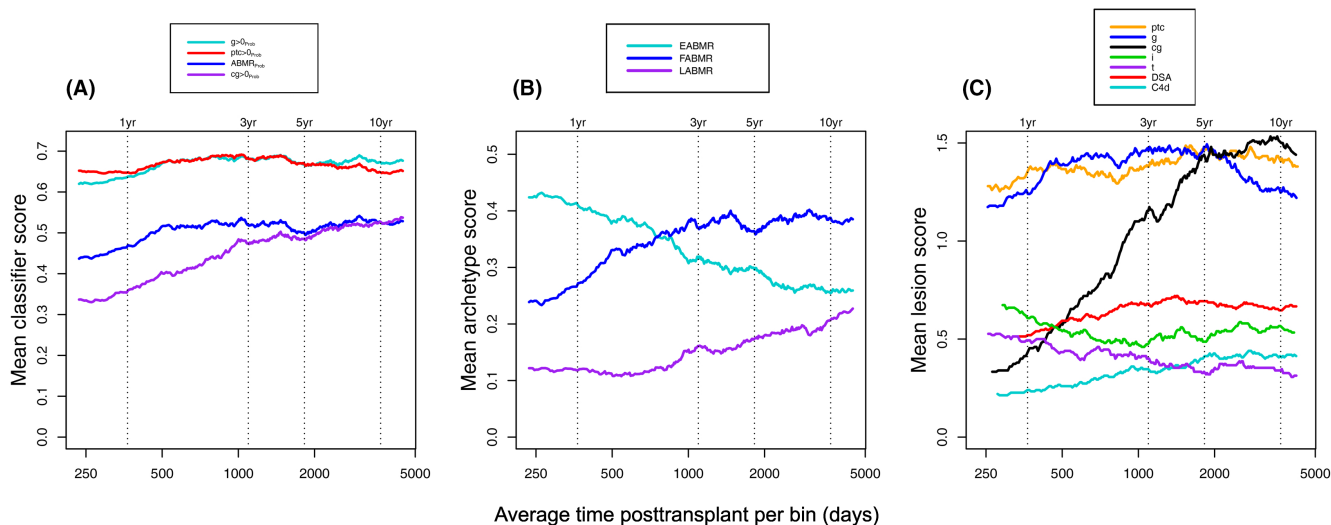 g>0Prob
ptc>0Prob
ABMRProb
cg>0Prob
(A)
1yr 3yr 5yr 10yr
Mean classifier score
0.0 0.1 0.2 0.3 0.4 0.5 0.6 0.7
250 500 1000 2000 5000
EABMR
FABMR
LABMR
(B)
1yr 3yr 5yr 10yr
Mean archetype score
0.0 0.1 0.2 0.3 0.4 0.5
250 500 1000 2000 5000
ptc
g
cg
i
t
DSA
C4d
(C)
1yr 3yr 5yr 10yr
Mean lesion score
0.0 0.5 1.0 1.5
250 500 1000 2000 5000
Average time posttransplant per bin (days)